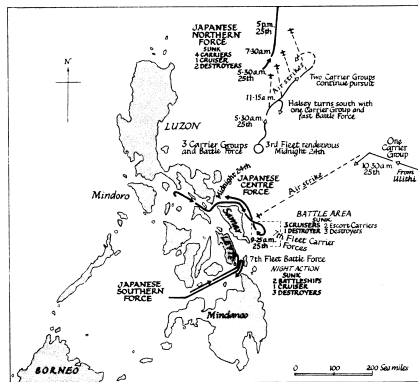 JAPANESE
NORTHERN
FORCE
SUNK
4 CARRIERS
1 CRUISER
2 DESTROYERS
5 a.m.
25th
7·30 a.m.
5·30 a.m.
25th
Air strikes
Two Carrier Groups
continue pursuit
11·15 a.m.
Halsey turns south with
one Carrier Group and
fast Battle Force
5·30 a.m.
25th
N
LUZON
3 Carrier Groups
and Battle Force
3rd Fleet rendezvous
Midnight 24th
One
Carrier
Group
10·30 a.m.
25th
From
Ulithi
Air strike
Midnight 24th
JAPANESE
CENTRE
FORCE
Mindoro
Samar
LEYTE
BATTLE AREA
SUNK
3 CRUISERS 2 Escort Carriers
1 DESTROYER 3 Destroyers
25th
7th Fleet Carrier
Forces
7th Fleet Battle Force
NIGHT ACTION
SUNK
2 BATTLESHIPS
1 CRUISER
3 DESTROYERS
JAPANESE
SOUTHERN
FORCE
Mindanao
BORNEO
0 100 200 Sea miles